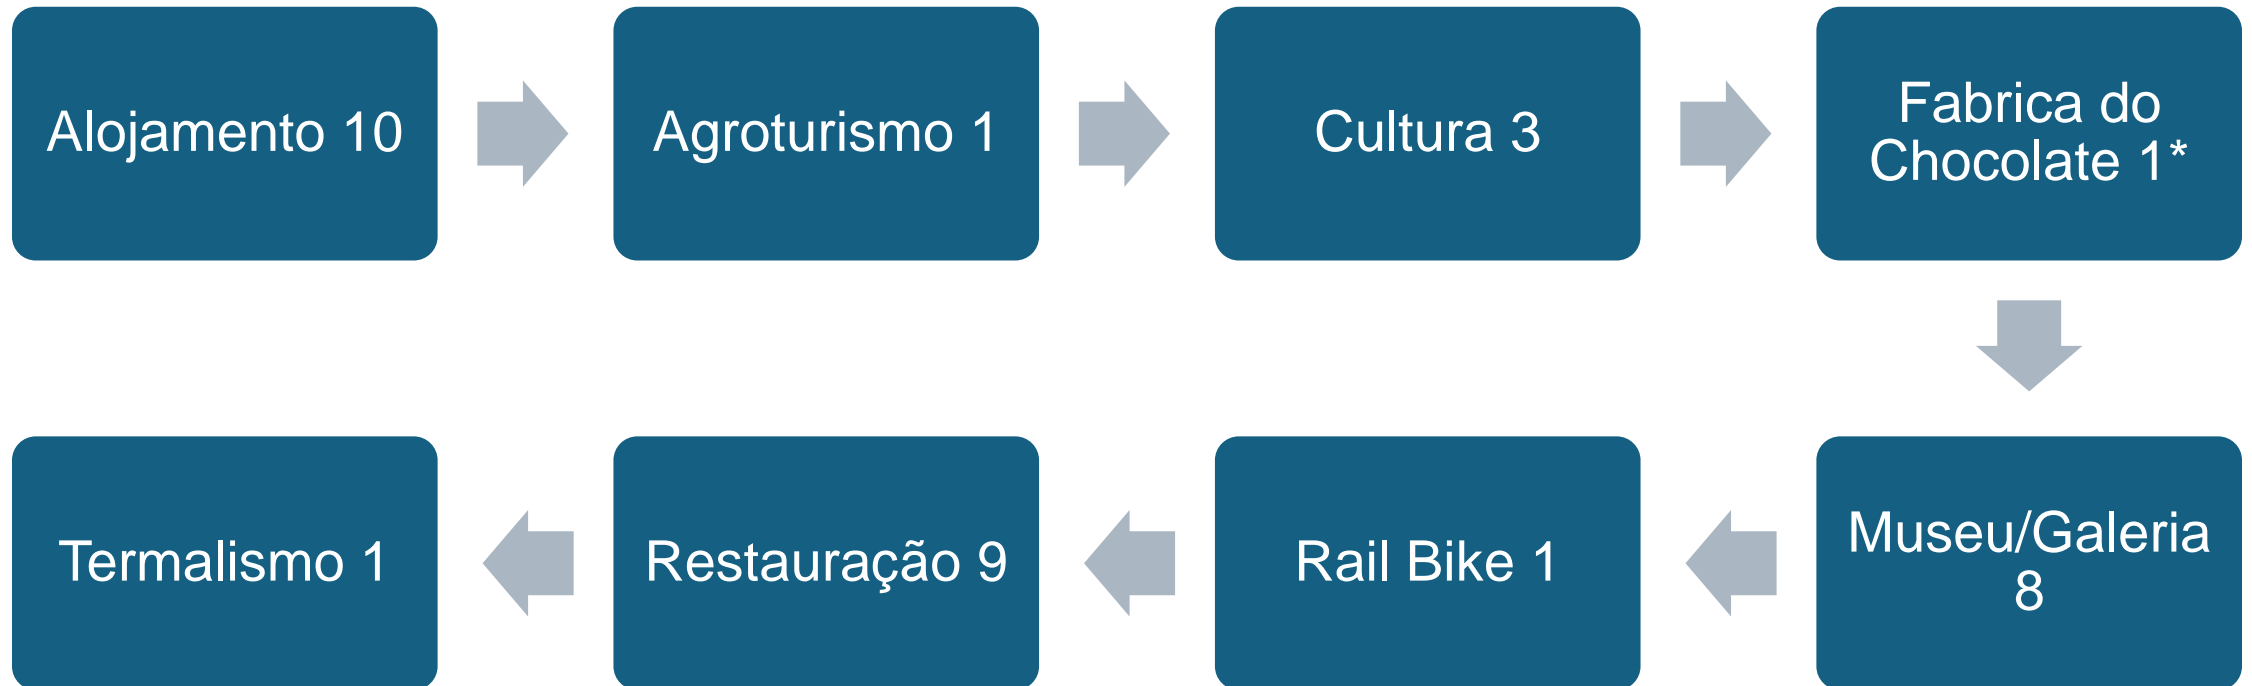 Alojamento 10
Agroturismo 1
Cultura 3
Fabrica do
Chocolate 1*
Museu/Galeria
8
Rail Bike 1
Restauração 9
Termalismo 1